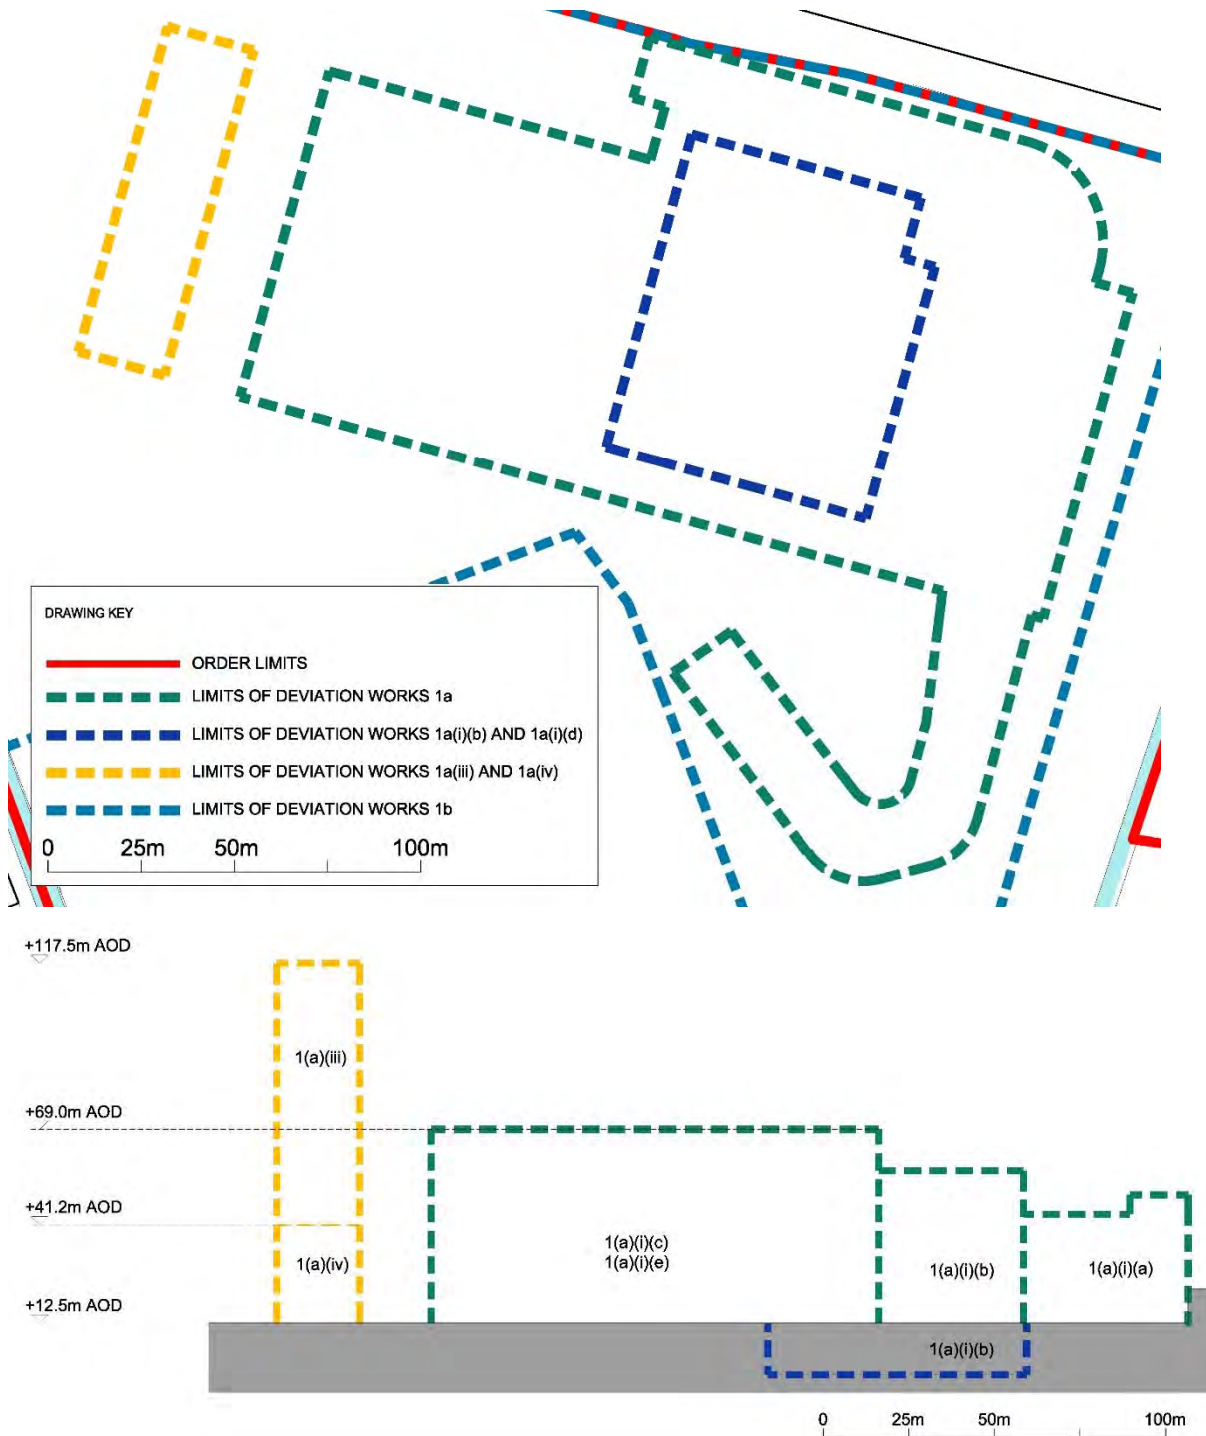 DRAWING KEY
ORDER LIMITS
LIMITS OF DEVIATION WORKS 1a
LIMITS OF DEVIATION WORKS 1a(i)(b) AND 1a(i)(d)
LIMITS OF DEVIATION WORKS 1a(iii) AND 1a(iv)
LIMITS OF DEVIATION WORKS 1b
0 25m 50m 100m
+117.5m AOD
1(a)(iii)
+69.0m AOD
+41.2m AOD
1(a)(i)(c)
1(a)(i)(e)
1(a)(iv)
1(a)(i)(b)
1(a)(i)(a)
+12.5m AOD
1(a)(i)(b)
0 25m 50m 100m